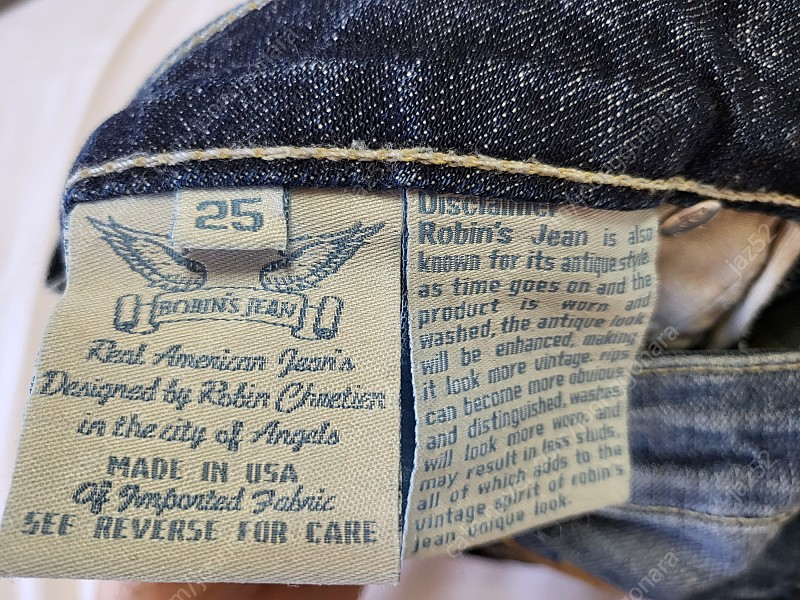 25
ROBIN'S JEAN
Real American Jean's
Designed by Robin Chretien
in the city of Angels
MADE IN USA
Of Imported Fabric
SEE REVERSE FOR CARE
Disclaimer
Robin's Jean is also
known for its antique style.
as time goes on and the
product is worn and
washed, the antique look
will be enhanced, making
it look more vintage. rips
can become more obvious
and distinguished, washes
will look more worn, and
may result in less studs,
all of which adds to the
vintage spirit of robin's
jean unique look.
jaz52